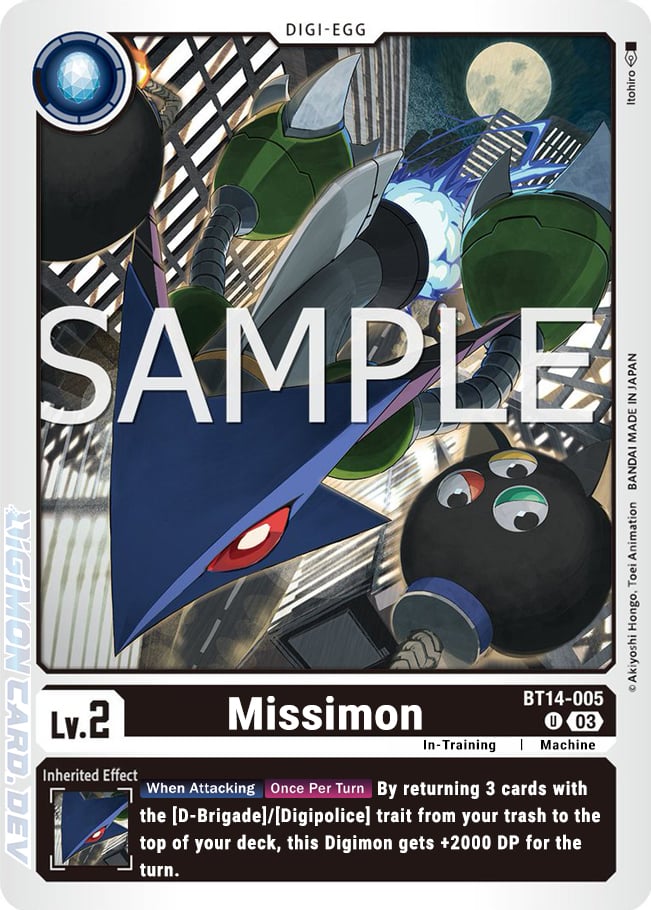 DIGI-EGG
Itohiro
SAMPLE
© Akiyoshi Hongo, Toei Animation BANDAI MADE IN JAPAN
DIGIMON CARD.DEV
Lv.2
Missimon
BT14-005
U 03
In-Training | Machine
Inherited Effect
When Attacking Once Per Turn By returning 3 cards with
the [D-Brigade]/[Digipolice] trait from your trash to the
top of your deck, this Digimon gets +2000 DP for the
turn.